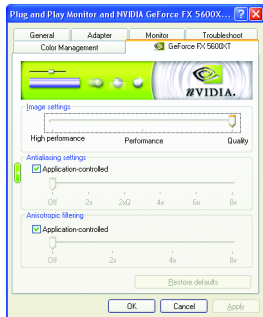 Plug and Play Monitor and NVIDIA GeForce FX 5600X... ? X
General Adapter Monitor Troubleshoot
Color Management GeForce FX 5600XT
nVIDIA.
Image settings
High performance Performance Quality
Antialiasing settings
Application-controlled
Off 2x 2xQ 4x 6x 8x
Anisotropic filtering
Application-controlled
Off 2x 4x 8x
Restore defaults
OK Cancel Apply